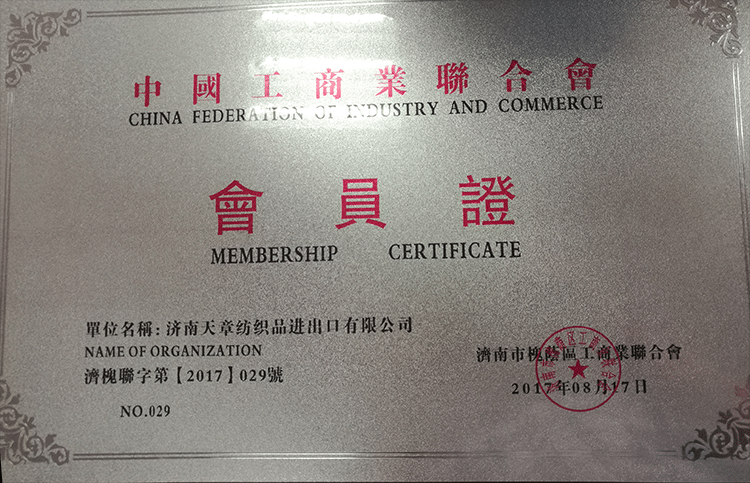 中國工商業聯合會
CHINA FEDERATION OF INDUSTRY AND COMMERCE
會員證
MEMBERSHIP CERTIFICATE
單位名稱:济南天章纺织品进出口有限公司
NAME OF ORGANIZATION
濟槐聯字第【2017】029號
NO.029
濟南市槐蔭區工商業聯合會
2017年08月17日